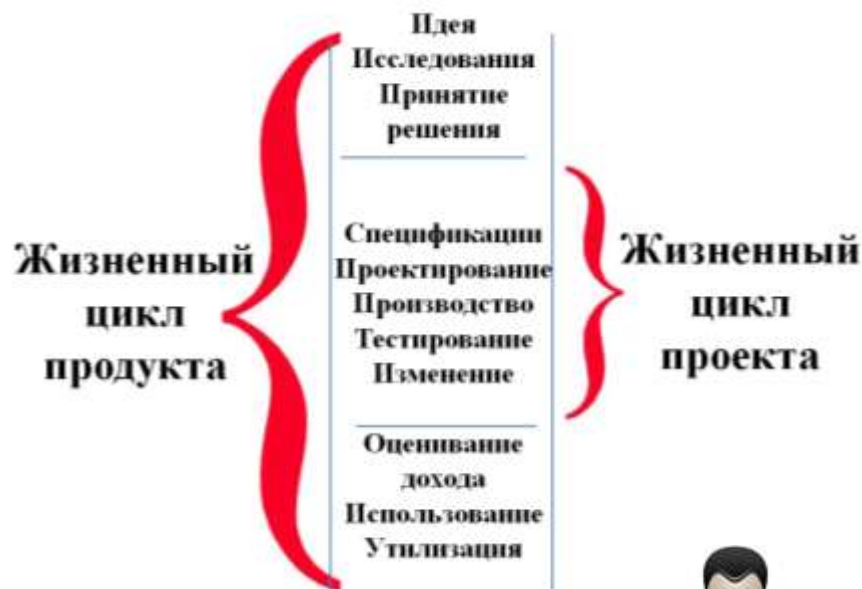 Идея
Исследования
Принятие
решения
Жизненный
цикл
продукта
Спецификации
Проектирование
Производство
Тестирование
Изменение
Жизненный
цикл
проекта
Оценивание
дохода
Использование
Утилизация